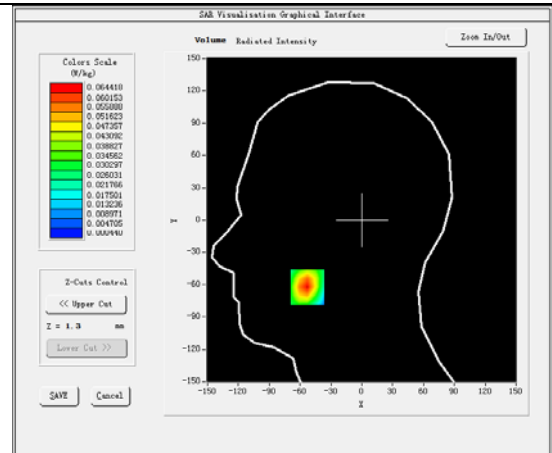 SAR Visualisation Graphical Interface
Volume Radiated Intensity
Zoom In/Out
Colors Scale
(W/kg)
0.064418
0.060153
0.055888
0.051623
0.047357
0.043092
0.038827
0.034562
0.030297
0.026031
0.021766
0.017501
0.013236
0.008971
0.004705
0.000440
150
120
90
60
30
0
-30
-60
-90
-120
-150
Y
-150 -120 -90 -60 -30 0 30 60 90 120 150
X
Z-Cuts Control
<< Upper Cut
Z = 1.3 mm
Lower Cut >>
SAVE Cancel